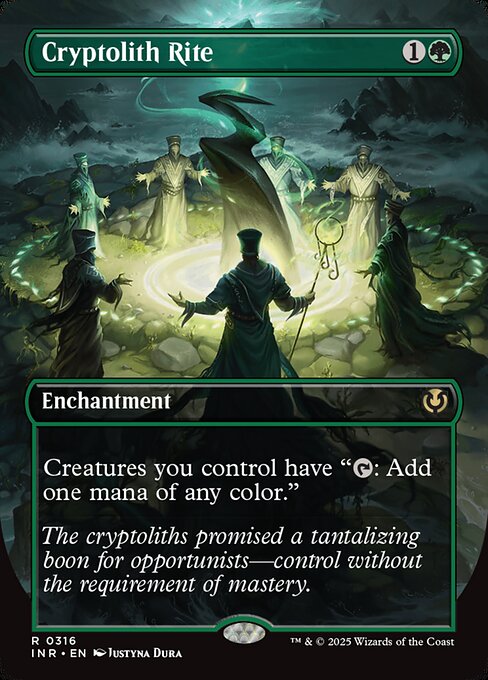 Cryptolith Rite 1
Enchantment
Creatures you control have “: Add
one mana of any color.”
The cryptoliths promised a tantalizing
boon for opportunists—control without
the requirement of mastery.
R 0316
INR • EN Justyna Dura
™ & © 2025 Wizards of the Coast